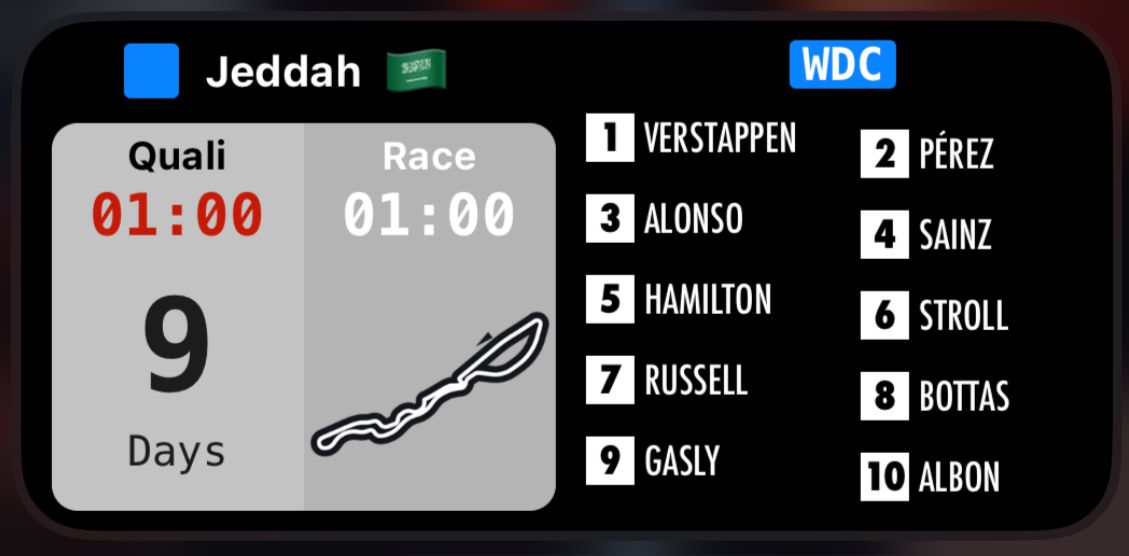 Jeddah
Quali
01:00
9
Days
Race
01:00
WDC
1 VERSTAPPEN
2 PÉREZ
3 ALONSO
4 SAINZ
5 HAMILTON
6 STROLL
7 RUSSELL
8 BOTTAS
9 GASLY
10 ALBON